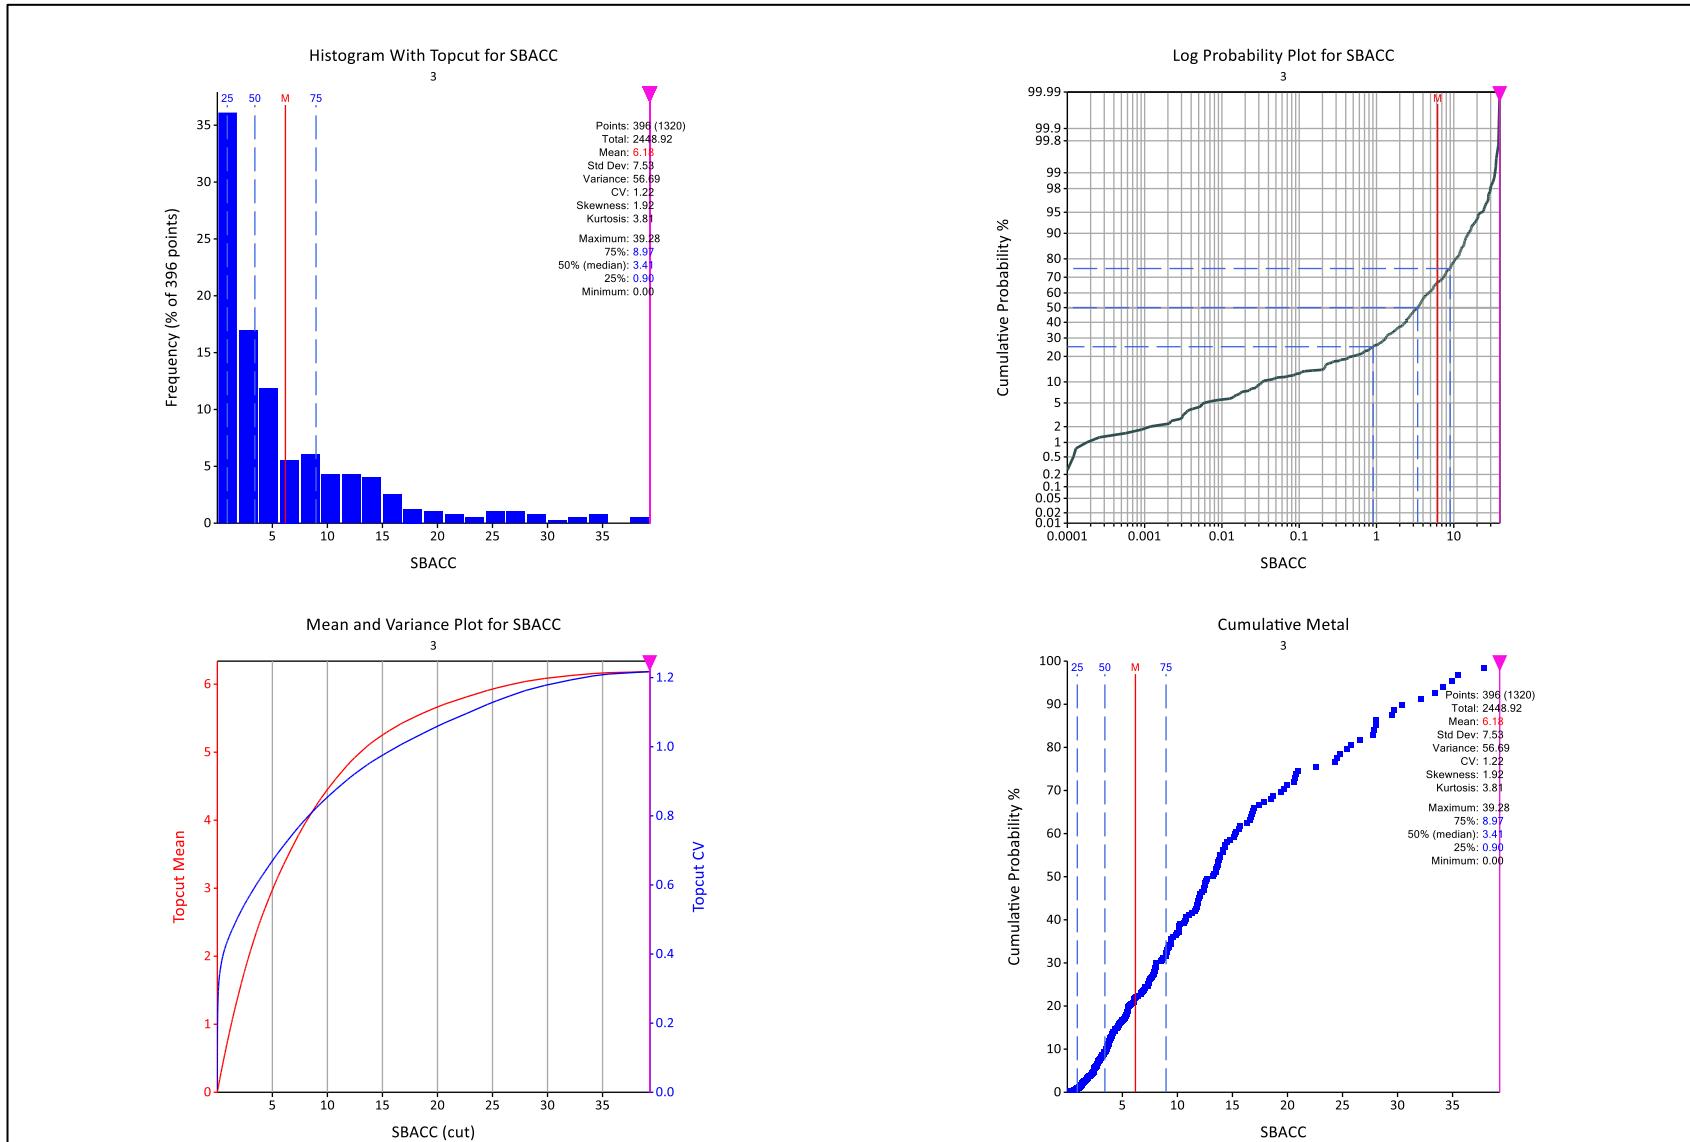 Histogram With Topcut for SBACC
3
25 50 M 75
Points: 396 (1320)
Total: 2448.92
Mean: 6.18
Std Dev: 7.53
Variance: 56.69
CV: 1.22
Skewness: 1.92
Kurtosis: 3.81
Maximum: 39.28
75%: 8.97
50% (median): 3.41
25%: 0.90
Minimum: 0.00
Frequency (% of 396 points)
35
30
25
20
15
10
5
0
5 10 15 20 25 30 35
SBACC
Log Probability Plot for SBACC
3
M
Cumulative Probability %
99.99
99.9
99.8
99
98
95
90
80
70
60
50
40
30
20
10
5
2
1
0.5
0.2
0.1
0.05
0.02
0.01
0.0001 0.001 0.01 0.1 1 10
SBACC
Mean and Variance Plot for SBACC
3
Topcut Mean
6
5
4
3
2
1
0
Topcut CV
1.2
1.0
0.8
0.6
0.4
0.2
0.0
5 10 15 20 25 30 35
SBACC (cut)
Cumulative Metal
3
25 50 M 75
Points: 396 (1320)
Total: 2448.92
Mean: 6.18
Std Dev: 7.53
Variance: 56.69
CV: 1.22
Skewness: 1.92
Kurtosis: 3.81
Maximum: 39.28
75%: 8.97
50% (median): 3.41
25%: 0.90
Minimum: 0.00
Cumulative Probability %
100
90
80
70
60
50
40
30
20
10
0
5 10 15 20 25 30 35
SBACC